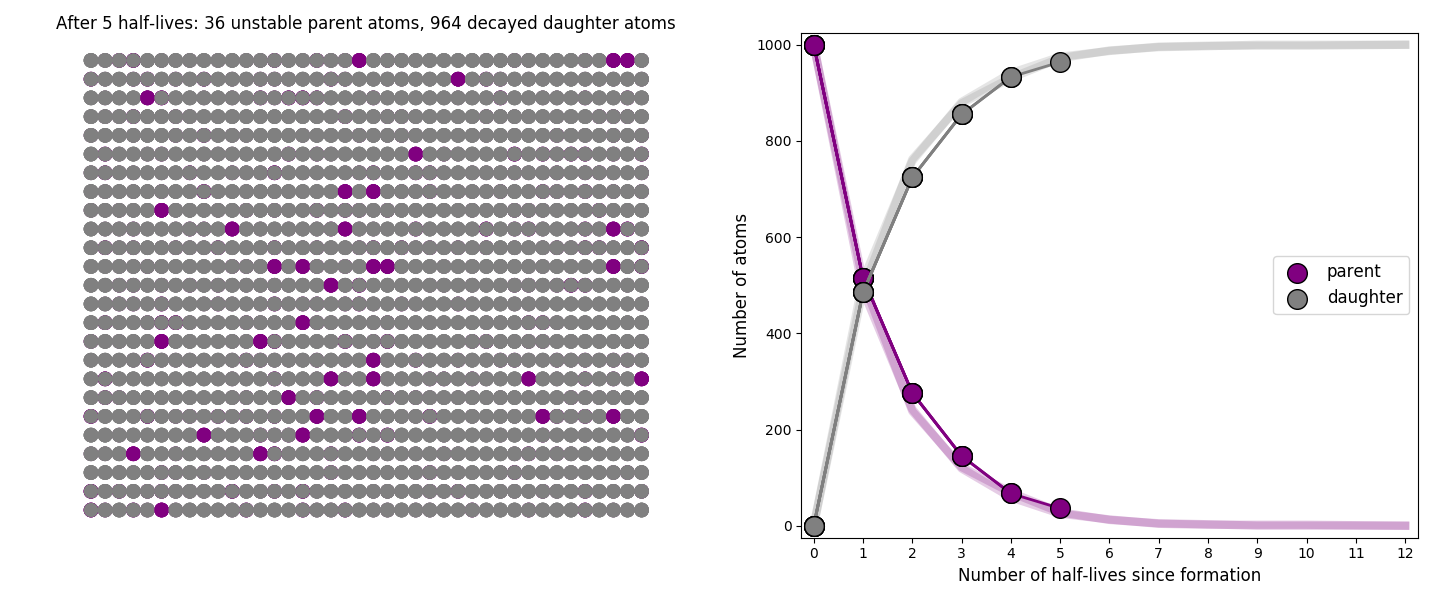 After 5 half-lives: 36 unstable parent atoms, 964 decayed daughter atoms
1000
800
600
400
200
0
Number of atoms
parent
daughter
0 1 2 3 4 5 6 7 8 9 10 11 12
Number of half-lives since formation